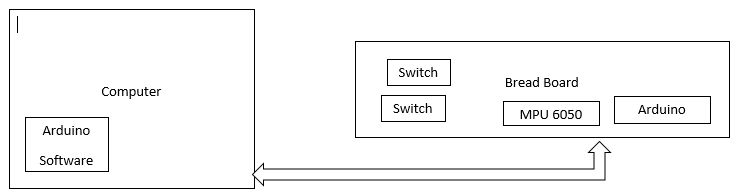 Computer
Arduino
Software
Switch
Switch
Bread Board
MPU 6050
Arduino